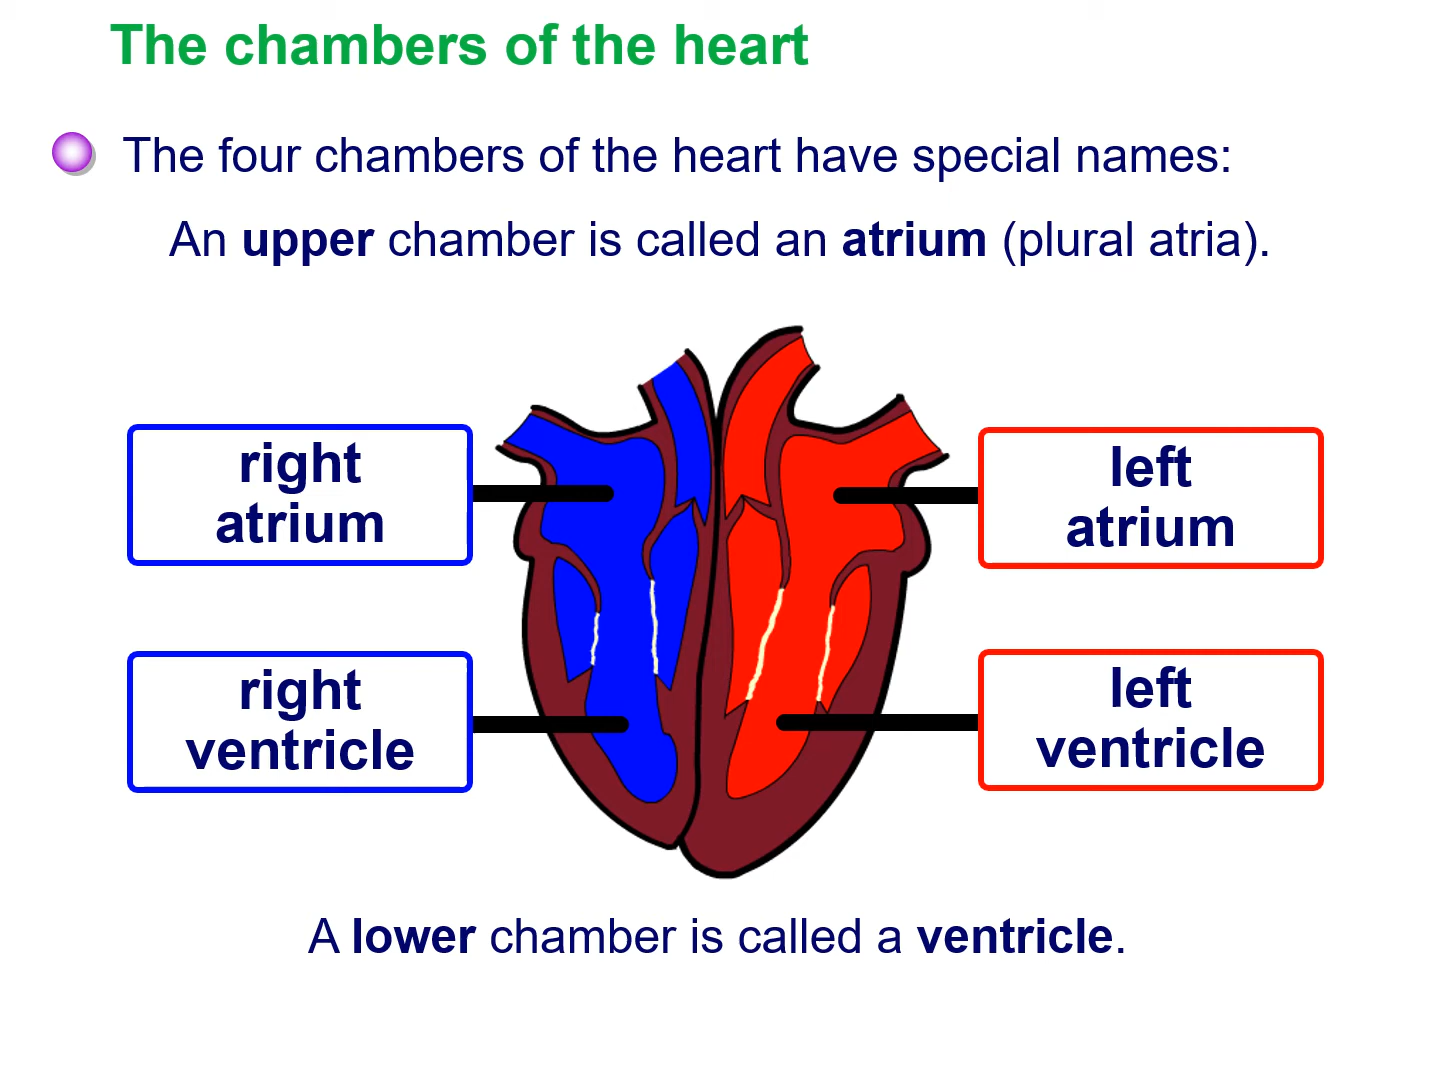 The chambers of the heart
The four chambers of the heart have special names:
An upper chamber is called an atrium (plural atria).
right
atrium
left
atrium
right
ventricle
left
ventricle
A lower chamber is called a ventricle.